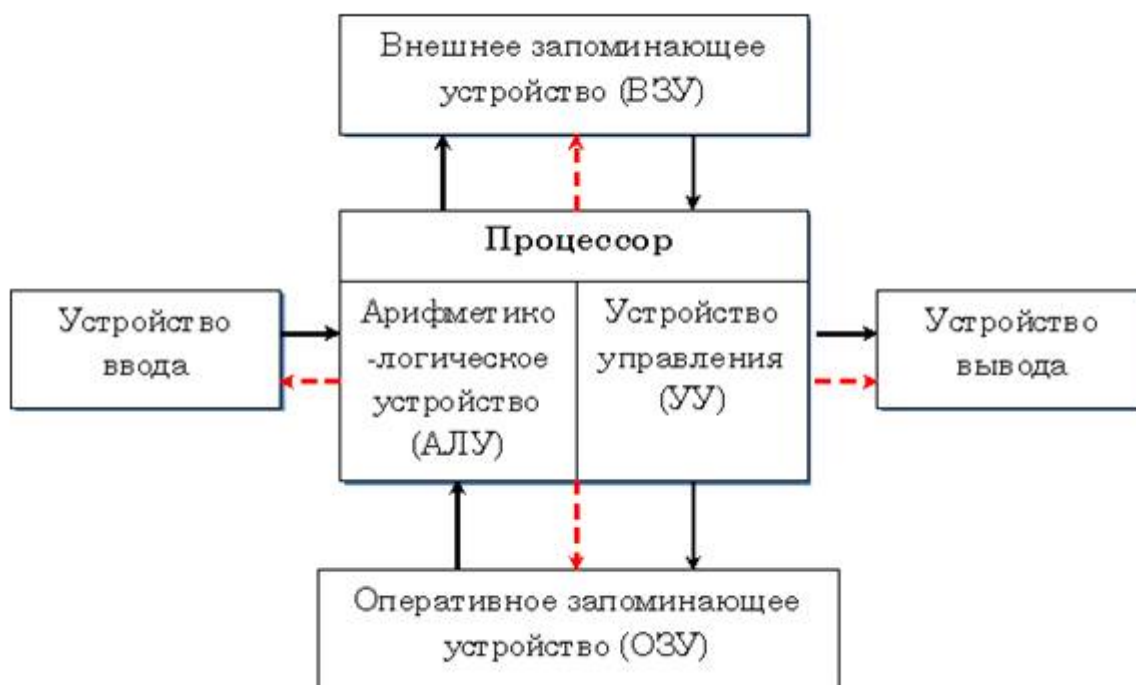 Внешнее запоминающее
устройство (ВЗУ)
Процессор
Устройство
ввода
Арифметико
-логическое
устройство
(АЛУ)
Устройство
управления
(УУ)
Устройство
вывода
Оперативное запоминающее
устройство (ОЗУ)